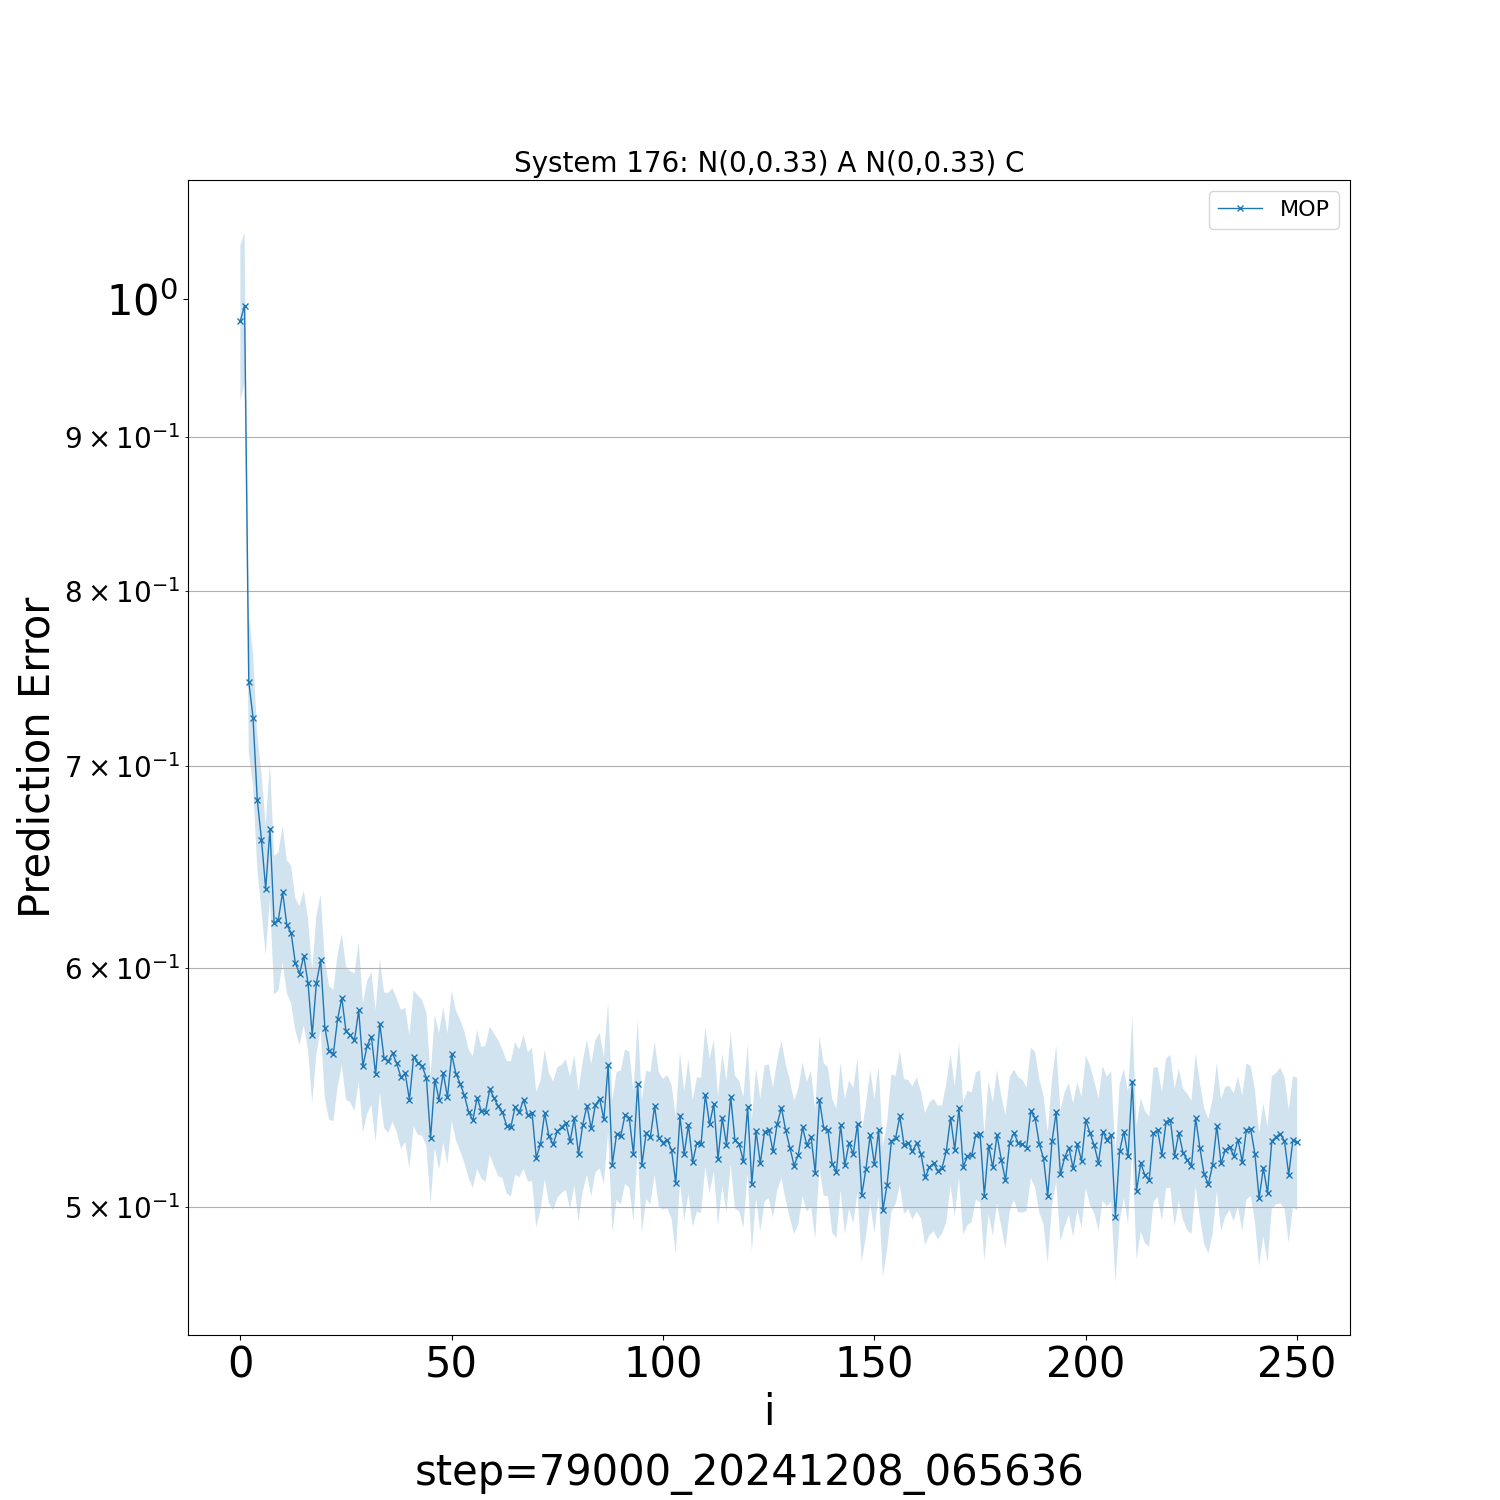 System 176: N(0,0.33) A N(0,0.33) C
MOP
10⁰
9 × 10⁻¹
8 × 10⁻¹
7 × 10⁻¹
6 × 10⁻¹
5 × 10⁻¹
Prediction Error
0 50 100 150 200 250
i
step=79000_20241208_065636